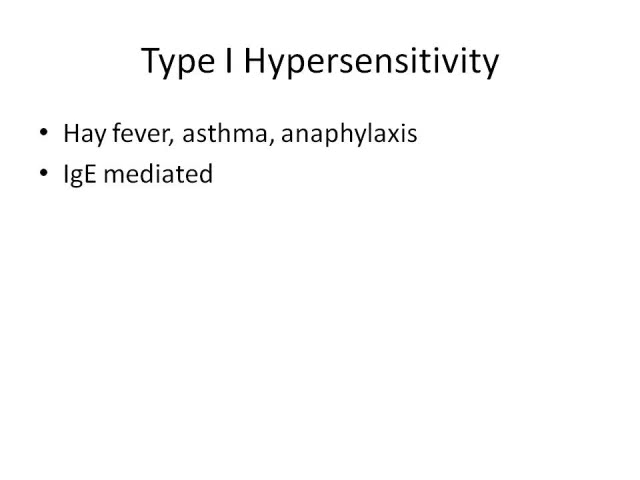 Type I Hypersensitivity
• Hay fever, asthma, anaphylaxis
• IgE mediated